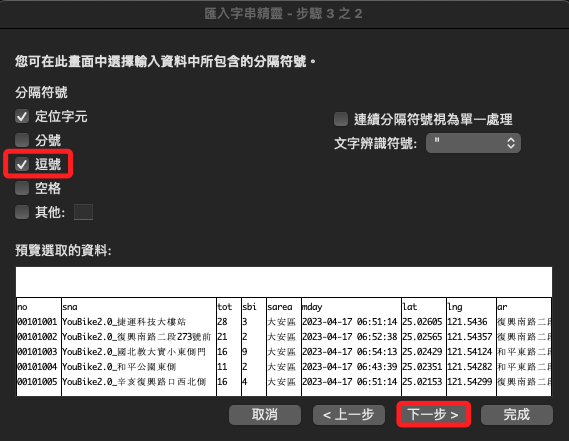 匯入字串精靈 - 步驟 3 之 2
您可在此畫面中選擇輸入資料中所包含的分隔符號。
分隔符號
定位字元
連續分隔符號視為單一處理
分號
文字辨識符號: "
逗號
空格
其他:
預覽選取的資料:
no sna tot sbi sarea mday lat lng ar
00101001 YouBike2.0_捷運科技大樓站 28 3 大安區 2023-04-17 06:51:14 25.02605 121.5436 復興南路二段
00101002 YouBike2.0_復興南路二段273號前 21 2 大安區 2023-04-17 06:52:38 25.02565 121.54357 復興南路二段
00101003 YouBike2.0_國北教大實小東側門 16 9 大安區 2023-04-17 06:54:13 25.02429 121.54124 和平東路二段
00101004 YouBike2.0_和平公園東側 11 2 大安區 2023-04-17 06:43:39 25.02351 121.54282 和平東路二段
00101005 YouBike2.0_辛亥復興路口西北側 16 4 大安區 2023-04-17 06:51:14 25.02153 121.54299 復興南路二段
取消 < 上一步 下一步 > 完成